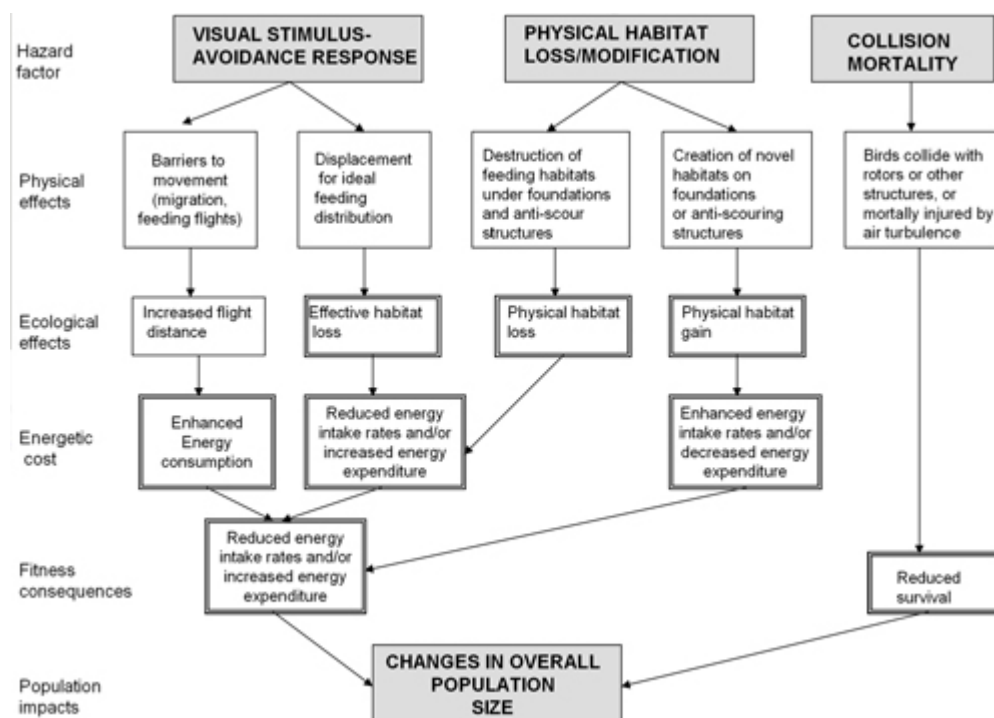 Hazard
factor
VISUAL STIMULUS-
AVOIDANCE RESPONSE
PHYSICAL HABITAT
LOSS/MODIFICATION
COLLISION
MORTALITY
Physical
effects
Barriers to
movement
(migration,
feeding flights)
Displacement
for ideal
feeding
distribution
Destruction of
feeding habitats
under foundations
and anti-scour
structures
Creation of novel
habitats on
foundations
or anti-scouring
structures
Birds collide with
rotors or other
structures, or
mortally injured by
air turbulence
Ecological
effects
Increased flight
distance
Effective habitat
loss
Physical habitat
loss
Physical habitat
gain
Energetic
cost
Enhanced
Energy
consumption
Reduced energy
intake rates and/or
increased energy
expenditure
Enhanced energy
intake rates and/or
decreased energy
expenditure
Fitness
consequences
Reduced energy
intake rates and/or
increased energy
expenditure
Reduced
survival
Population
impacts
CHANGES IN OVERALL
POPULATION
SIZE